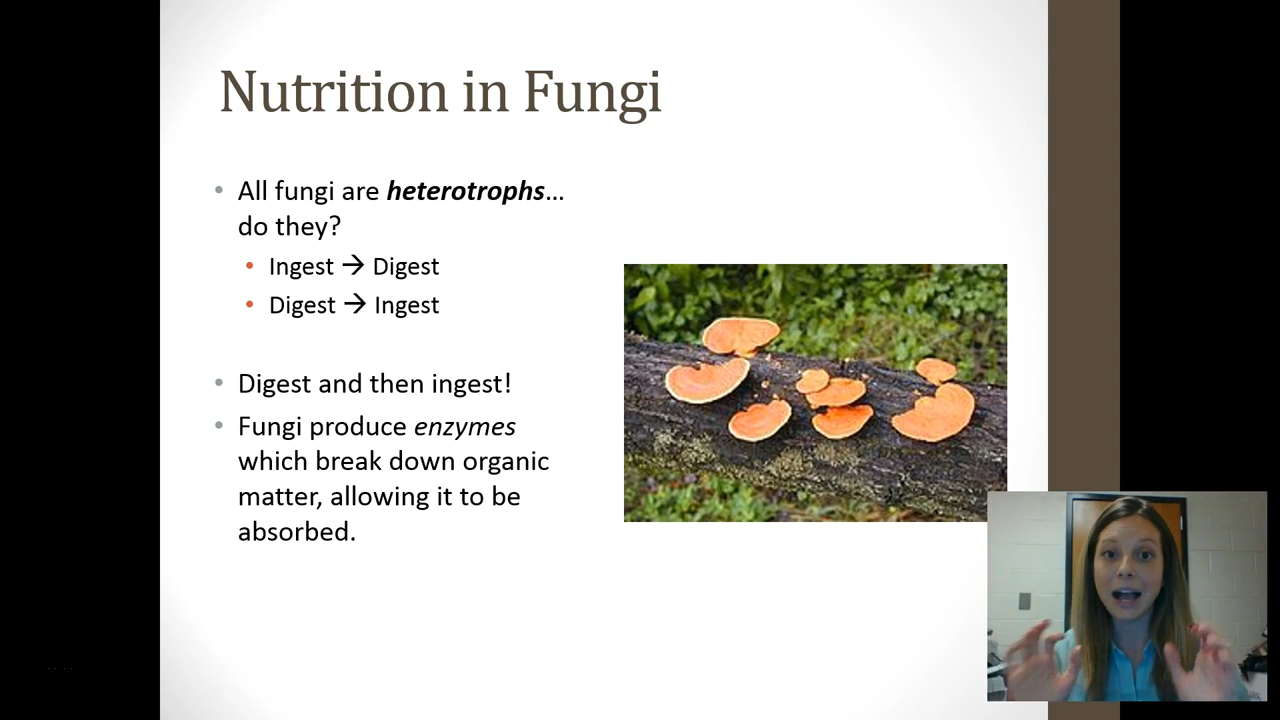 Nutrition in Fungi
• All fungi are heterotrophs…
do they?
• Ingest → Digest
• Digest → Ingest
• Digest and then ingest!
• Fungi produce enzymes
which break down organic
matter, allowing it to be
absorbed.